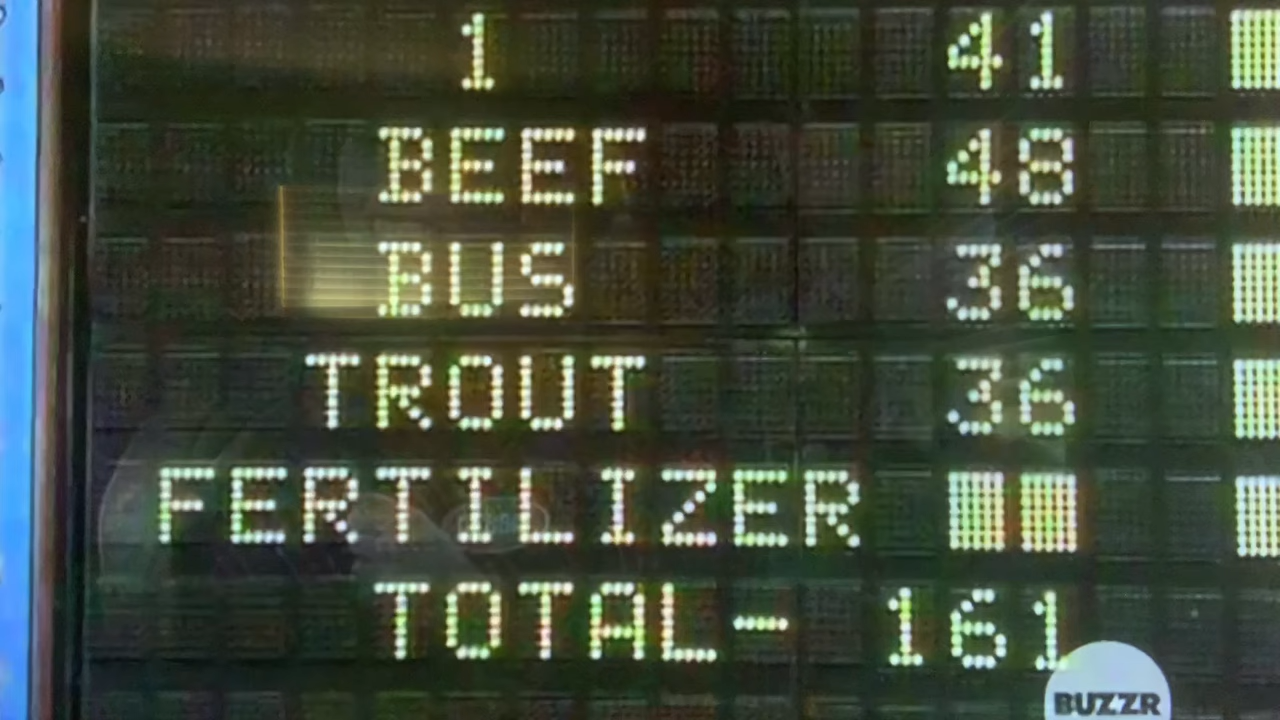 1 41
BEEF 48
BUS 36
TROUT 36
FERTILIZER
TOTAL- 161
BUZZR